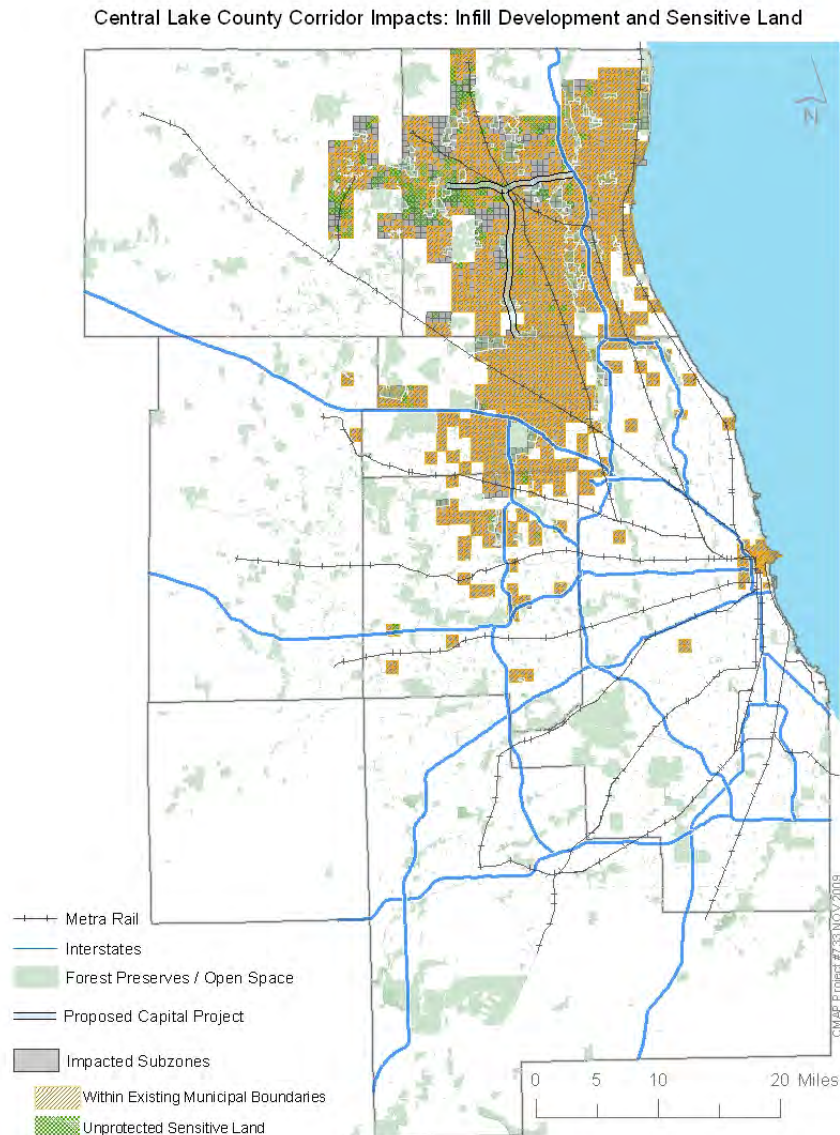 Central Lake County Corridor Impacts: Infill Development and Sensitive Land
N
Metra Rail
Interstates
Forest Preserves / Open Space
Proposed Capital Project
Impacted Subzones
Within Existing Municipal Boundaries
Unprotected Sensitive Land
0 5 10 20 Miles
CMAP Project #733 NOV 2009